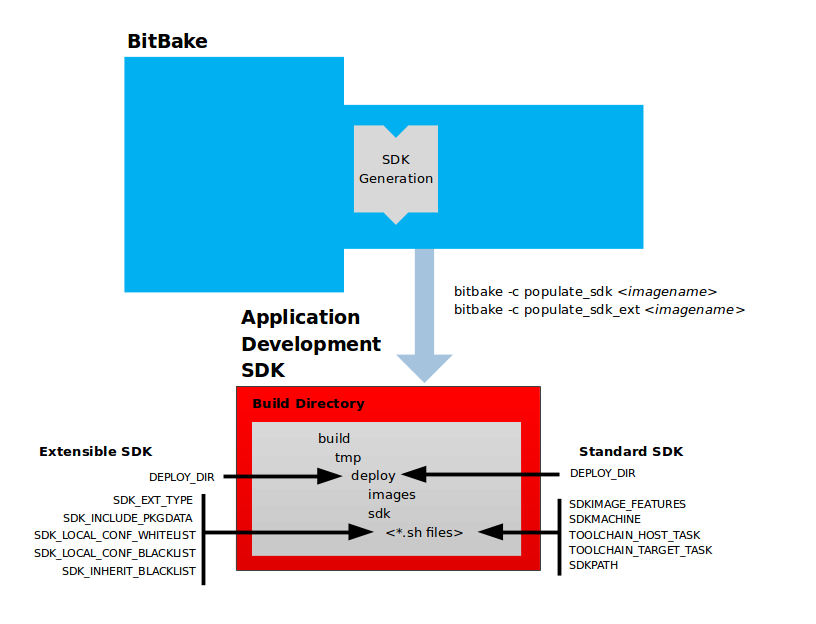 BitBake
SDK
Generation
bitbake -c populate_sdk <imagename>
bitbake -c populate_sdk_ext <imagename>
Application
Development
SDK
Build Directory
build
tmp
deploy
images
sdk
<*.sh files>
Extensible SDK
DEPLOY_DIR
SDK_EXT_TYPE
SDK_INCLUDE_PKGDATA
SDK_LOCAL_CONF_WHITELIST
SDK_LOCAL_CONF_BLACKLIST
SDK_INHERIT_BLACKLIST
Standard SDK
DEPLOY_DIR
SDKIMAGE_FEATURES
SDKMACHINE
TOOLCHAIN_HOST_TASK
TOOLCHAIN_TARGET_TASK
SDKPATH